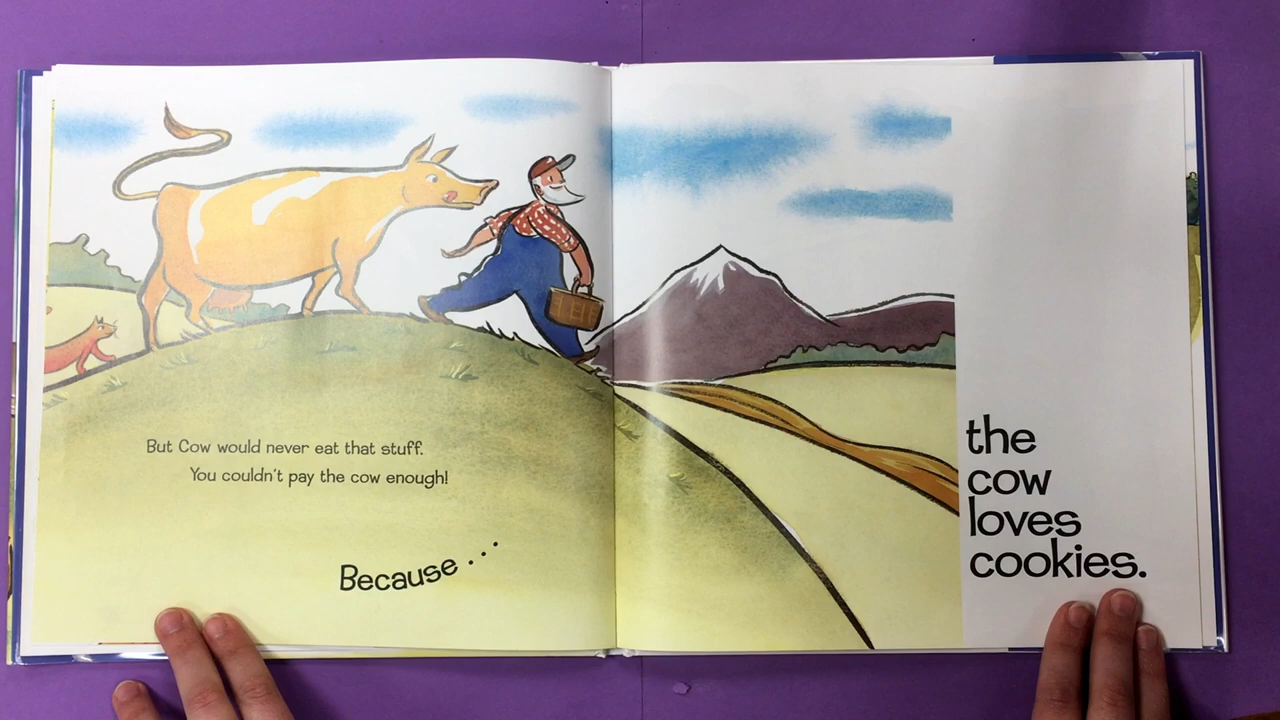 But Cow would never eat that stuff.
You couldn't pay the cow enough!
Because . . .
the
cow
loves
cookies.